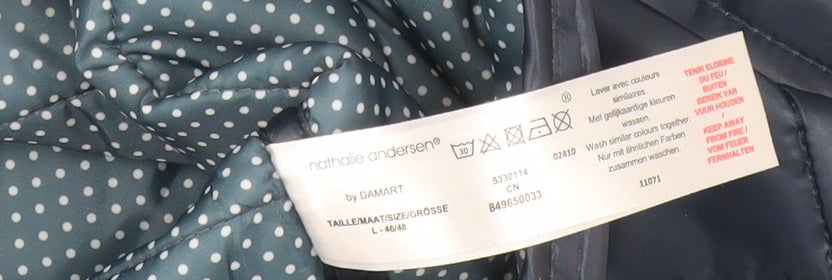 nathalie andersen®
by DAMART
TAILLE/MAAT/SIZE/GRÖSSE
L - 46/48
30
®
02410
5330114
CN
B49650033
Laver avec couleurs
similaires.
Met gelijkaardige kleuren
wassen.
Wash similar colours together.
Nur mit ähnlichen Farben
zusammen waschen.
11071
TENIR ELOIGNE
DU FEU /
BUITEN
BEREIK VAN
VUUR HOUDEN
/
KEEP AWAY
FROM FIRE /
VOM FEUER
FERNHALTEN